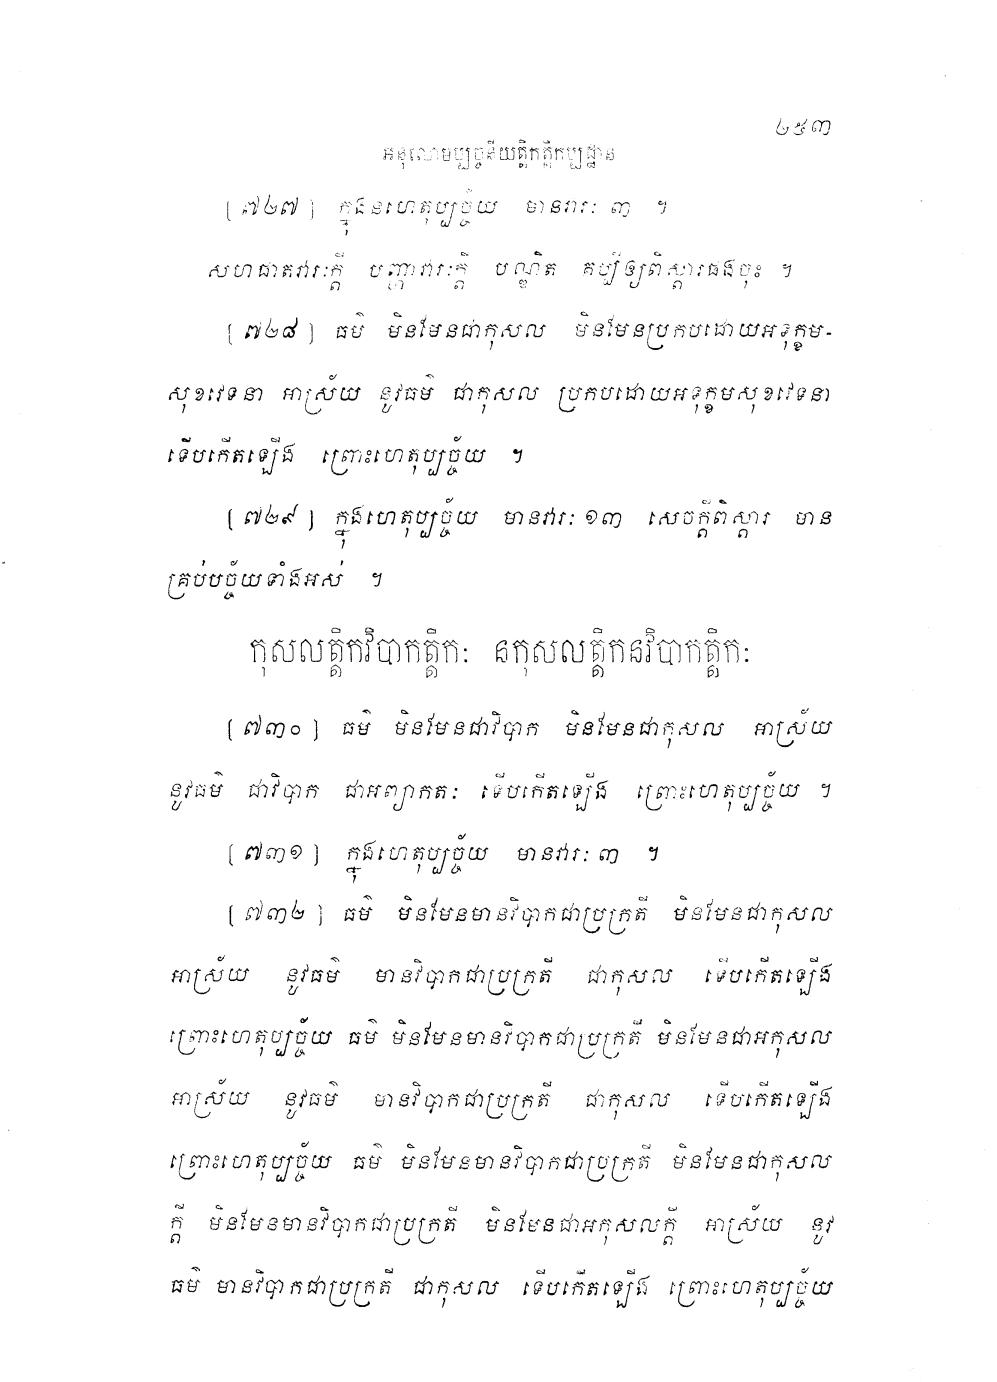 ២៥៣
អនុលោមប្បច្ចនីយត្តិកត្តិកប្បដ្ឋាន
[៧២៧] ក្នុងនហេតុប្បច្ច័យ មានវារៈ ៣ ។
សហជាតវារៈក្តី បញ្ហាវារៈក្តី បណ្ឌិត គប្បីឲ្យពិស្តារផងចុះ ។
[៧២៨] ធម៌ មិនមែនជាកុសល មិនមែនប្រកបដោយអទុក្ខម-
សុខវេទនា អាស្រ័យ នូវធម៌ ជាកុសល ប្រកបដោយអទុក្ខមសុខវេទនា
ទើបកើតឡើង ព្រោះហេតុប្បច្ច័យ ។
[៧២៩] ក្នុងហេតុប្បច្ច័យ មានវារៈ ១៣ សេចក្តីពិស្តារ មាន
គ្រប់បច្ច័យទាំងអស់ ។
កុសលត្តិកវិបាកត្តិកៈ នកុសលត្តិកនវិបាកត្តិកៈ
[៧៣០] ធម៌ មិនមែនជាវិបាក មិនមែនជាកុសល អាស្រ័យ
នូវធម៌ ជាវិបាក ជាអព្យាកតៈ ទើបកើតឡើង ព្រោះហេតុប្បច្ច័យ ។
[៧៣១] ក្នុងហេតុប្បច្ច័យ មានវារៈ ៣ ។
[៧៣២] ធម៌ មិនមែនមានវិបាកជាប្រក្រតី មិនមែនជាកុសល
អាស្រ័យ នូវធម៌ មានវិបាកជាប្រក្រតី ជាកុសល ទើបកើតឡើង
ព្រោះហេតុប្បច្ច័យ ធម៌ មិនមែនមានវិបាកជាប្រក្រតី មិនមែនជាអកុសល
អាស្រ័យ នូវធម៌ មានវិបាកជាប្រក្រតី ជាកុសល ទើបកើតឡើង
ព្រោះហេតុប្បច្ច័យ ធម៌ មិនមែនមានវិបាកជាប្រក្រតី មិនមែនជាកុសល
ក្តី មិនមែនមានវិបាកជាប្រក្រតី មិនមែនជាអកុសលក្តី អាស្រ័យ នូវ
ធម៌ មានវិបាកជាប្រក្រតី ជាកុសល ទើបកើតឡើង ព្រោះហេតុប្បច្ច័យ